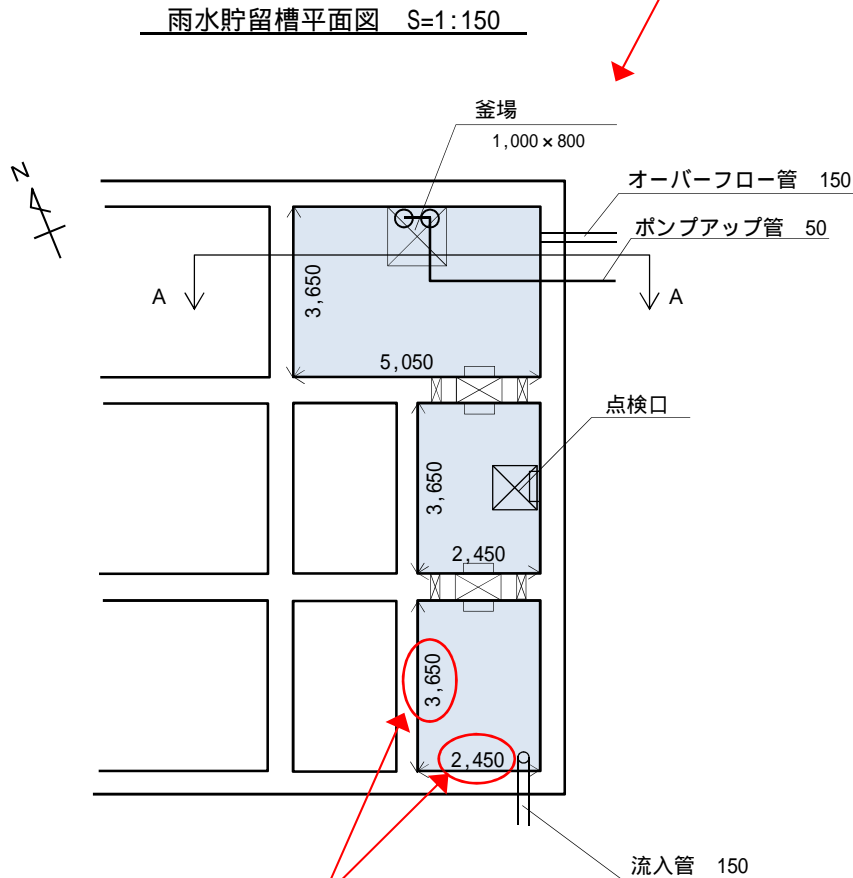 雨水貯留槽平面図 S=1:150
釜場
1,000×800
N
オーバーフロー管 150
ポンプアップ管 50
A
A
3,650
5,050
点検口
3,650
2,450
3,650
2,450
流入管 150